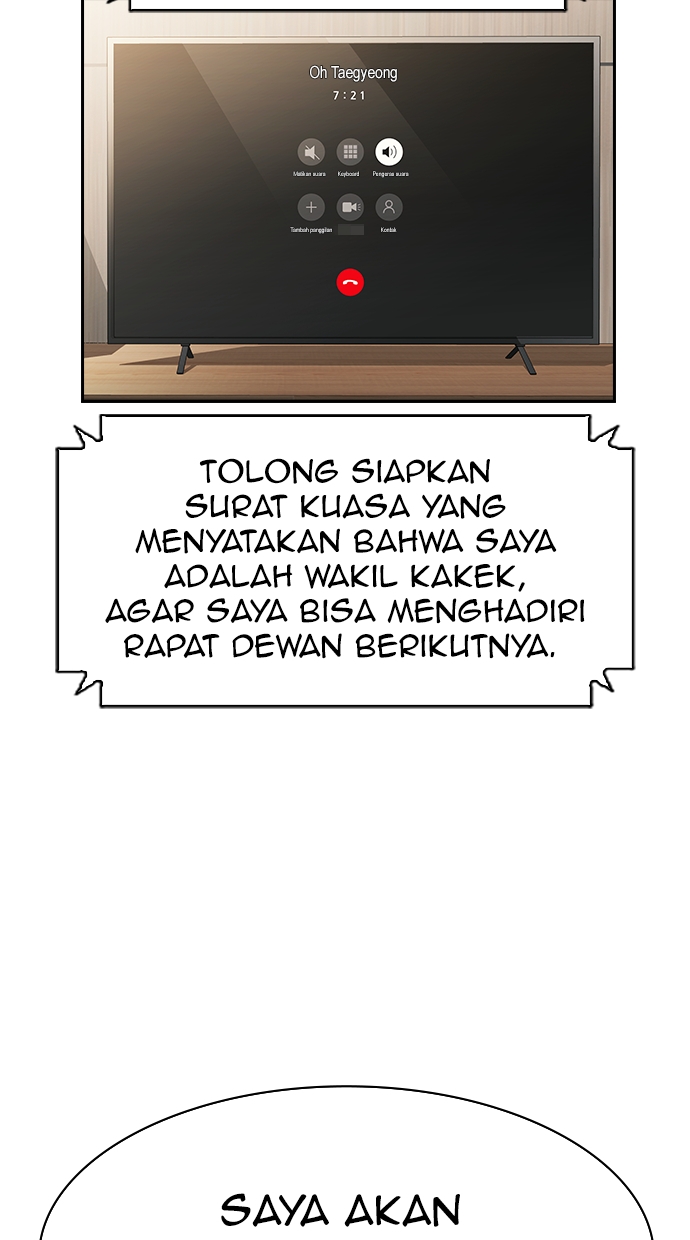 Oh Taegyeong
7:21
Matikan suara Keyboard Pengeras suara
Tambah panggilan Kontak
TOLONG SIAPKAN
SURAT KUASA YANG
MENYATAKAN BAHWA SAYA
ADALAH WAKIL KAKEK,
AGAR SAYA BISA MENGHADIRI
RAPAT DEWAN BERIKUTNYA.
SAYA AKAN